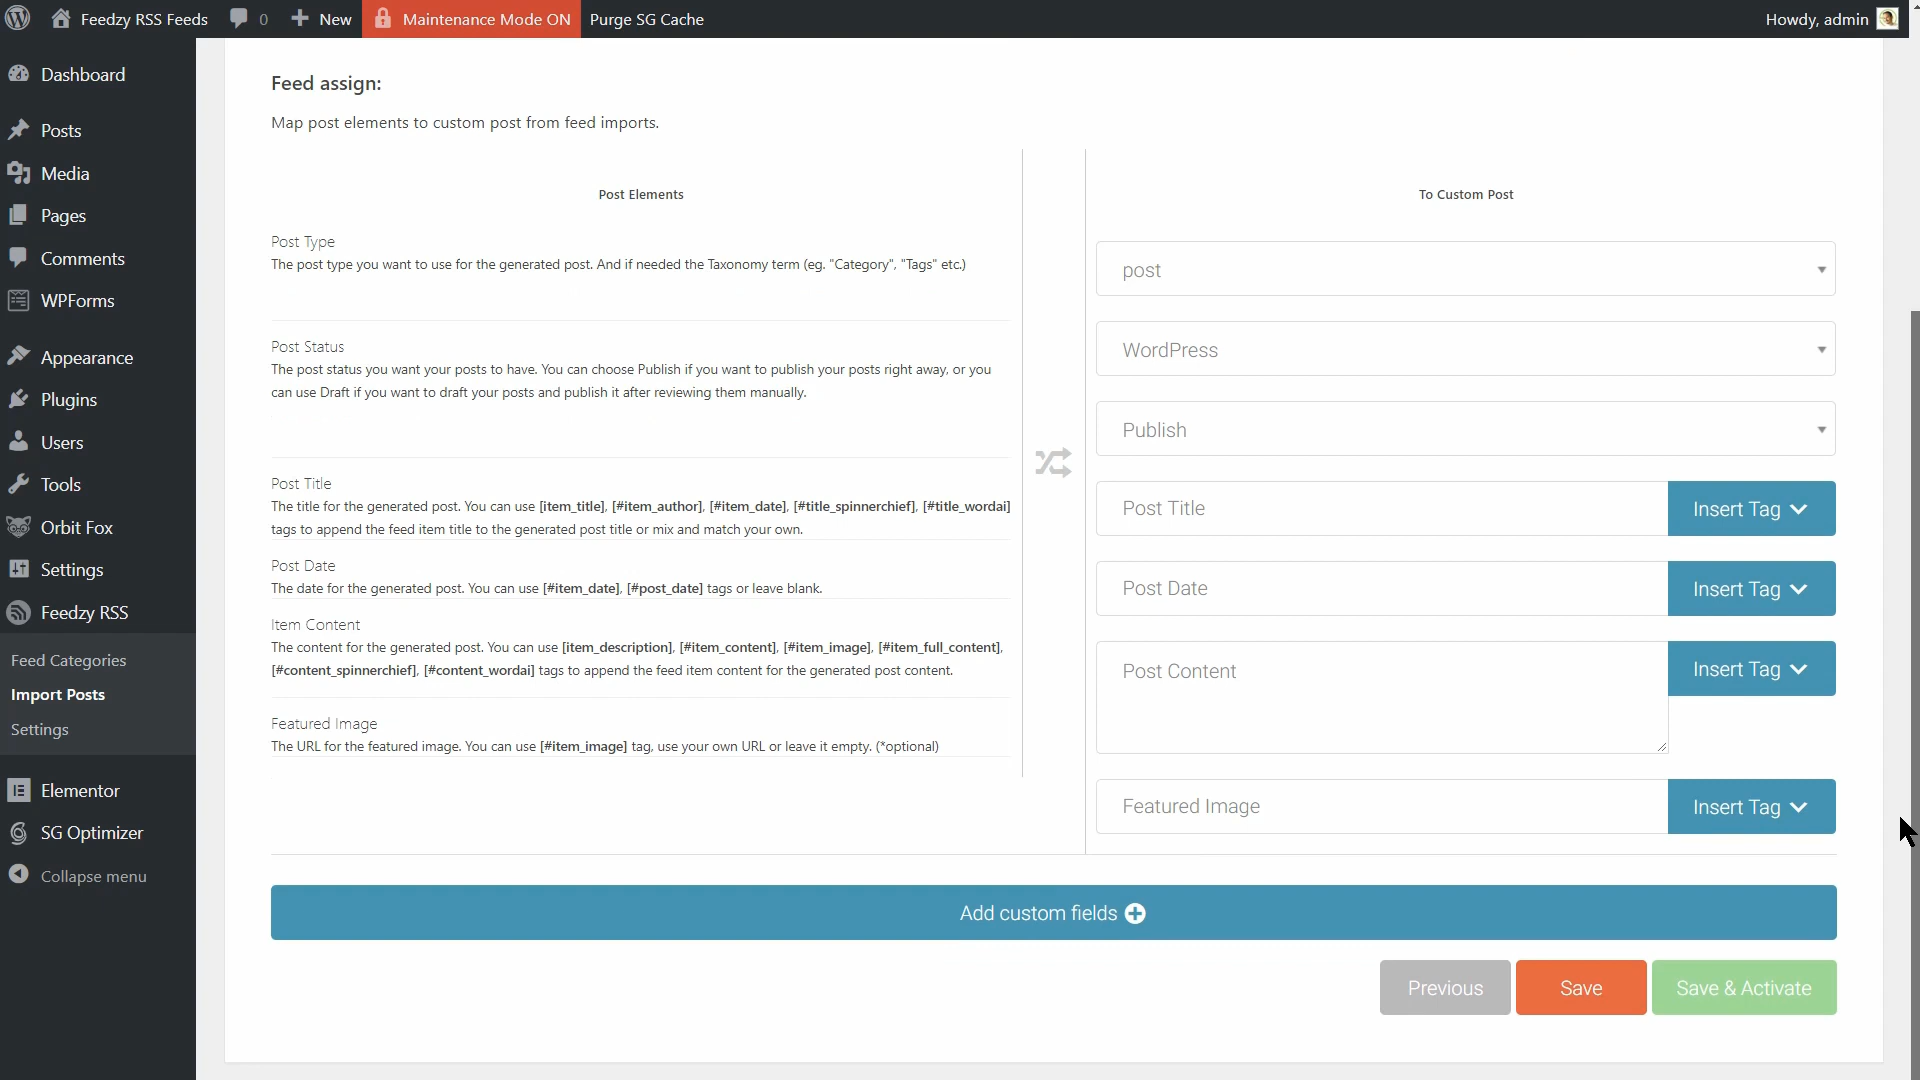 Feedzy RSS Feeds
0
New
Maintenance Mode ON
Purge SG Cache
Howdy, admin
Dashboard
Posts
Media
Pages
Comments
WPForms
Appearance
Plugins
Users
Tools
Orbit Fox
Settings
Feedzy RSS
Feed Categories
Import Posts
Settings
Elementor
SG Optimizer
Collapse menu
Feed assign:
Map post elements to custom post from feed imports.
Post Elements
Post Type
The post type you want to use for the generated post. And if needed the Taxonomy term (eg. "Category", "Tags" etc.)
Post Status
The post status you want your posts to have. You can choose Publish if you want to publish your posts right away, or you
can use Draft if you want to draft your posts and publish it after reviewing them manually.
Post Title
The title for the generated post. You can use [item_title], [#item_author], [#item_date], [#title_spinnerchief], [#title_wordai]
tags to append the feed item title to the generated post title or mix and match your own.
Post Date
The date for the generated post. You can use [#item_date], [#post_date] tags or leave blank.
Item Content
The content for the generated post. You can use [item_description], [#item_content], [#item_image], [#item_full_content],
[#content_spinnerchief], [#content_wordai] tags to append the feed item content for the generated post content.
Featured Image
The URL for the featured image. You can use [#item_image] tag, use your own URL or leave it empty. (*optional)
To Custom Post
post
WordPress
Publish
Post Title
Insert Tag
Post Date
Insert Tag
Post Content
Insert Tag
Featured Image
Insert Tag
Add custom fields
Previous
Save
Save & Activate